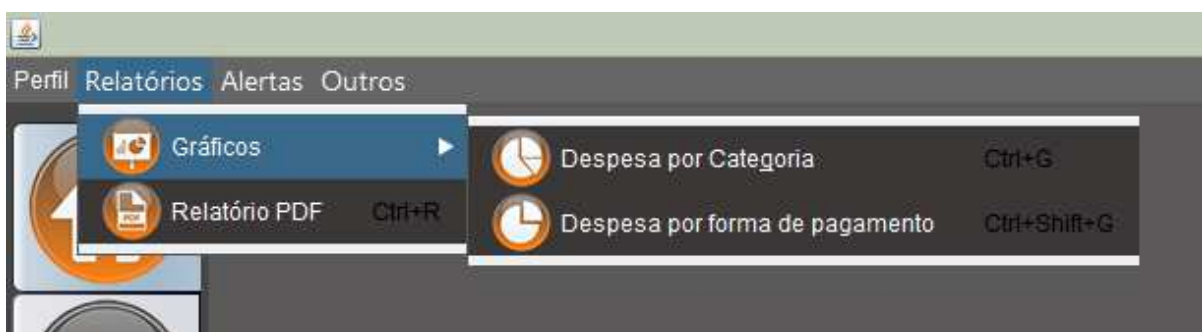 Perfil Relatórios Alertas Outros
Gráficos
Relatório PDF Ctrl+R
Despesa por Categoria Ctrl+G
Despesa por forma de pagamento Ctrl+Shift+G
PDF